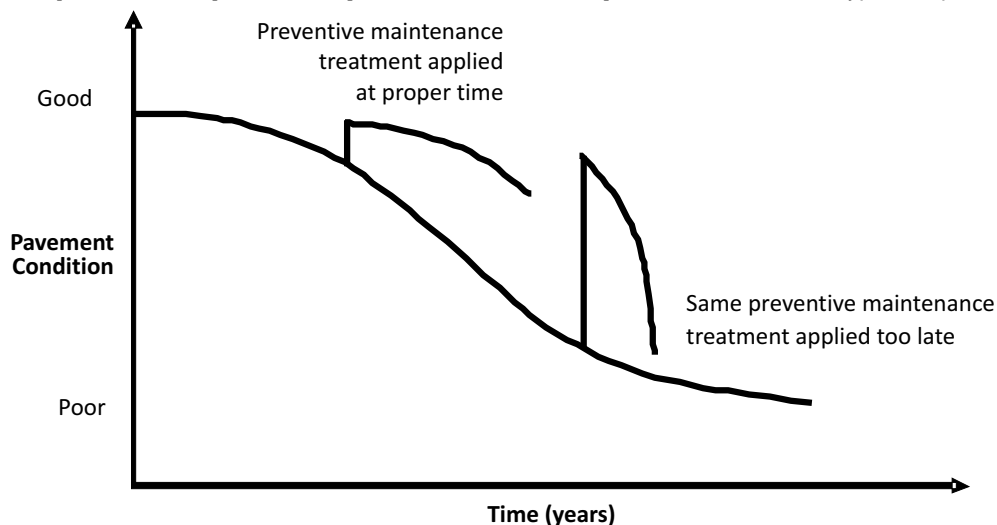 Preventive maintenance
treatment applied
at proper time
Good
Pavement
Condition
Same preventive maintenance
treatment applied too late
Poor
Time (years)